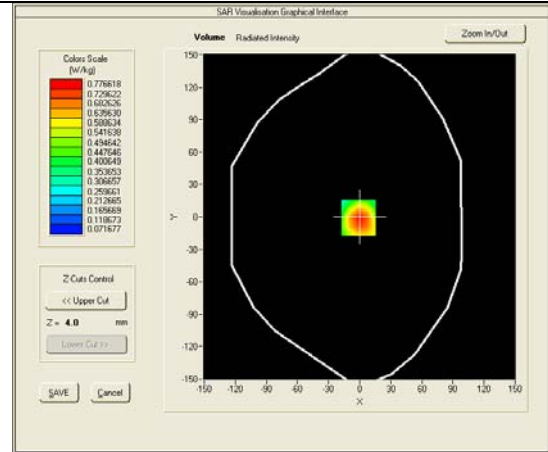 SAR Visualisation Graphical Interface
Volume Radiated Intensity
Zoom In/Out
Colors Scale
(W/kg)
0.776618
0.729622
0.682626
0.639630
0.588634
0.541638
0.494642
0.447646
0.400649
0.353653
0.306657
0.259661
0.212665
0.165669
0.118673
0.071677
Z Cuts Control
<< Upper Cut
Z = 4.0 mm
Lower Cut >>
SAVE Cancel
150
120
90
60
30
0
-30
-60
-90
-120
-150
Y
-150 -120 -90 -60 -30 0 30 60 90 120 150
X